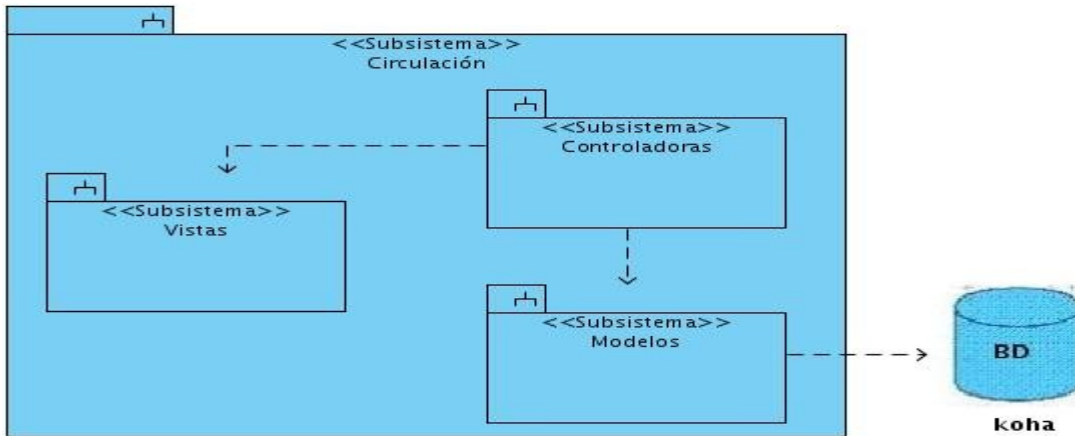 <<Subsistema>>
Circulación
<<Subsistema>>
Controladoras
<<Subsistema>>
Vistas
<<Subsistema>>
Modelos
BD
koha